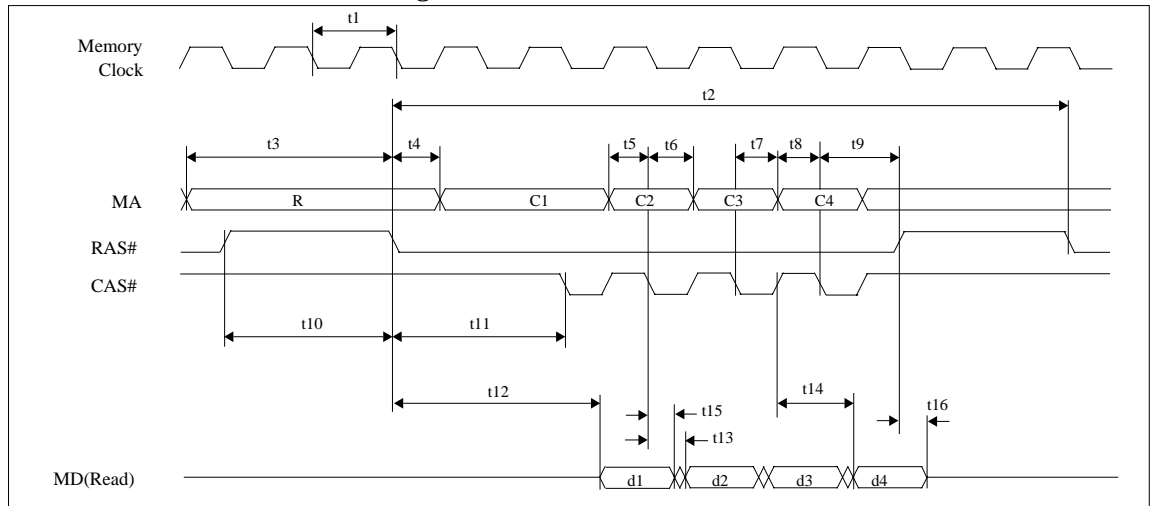 t1
Memory
Clock
t2
t3 t4 t5 t6 t7 t8 t9
MA R C1 C2 C3 C4
RAS#
CAS#
t10 t11
t12 t14
t15 t16
t13
MD(Read) d1 d2 d3 d4